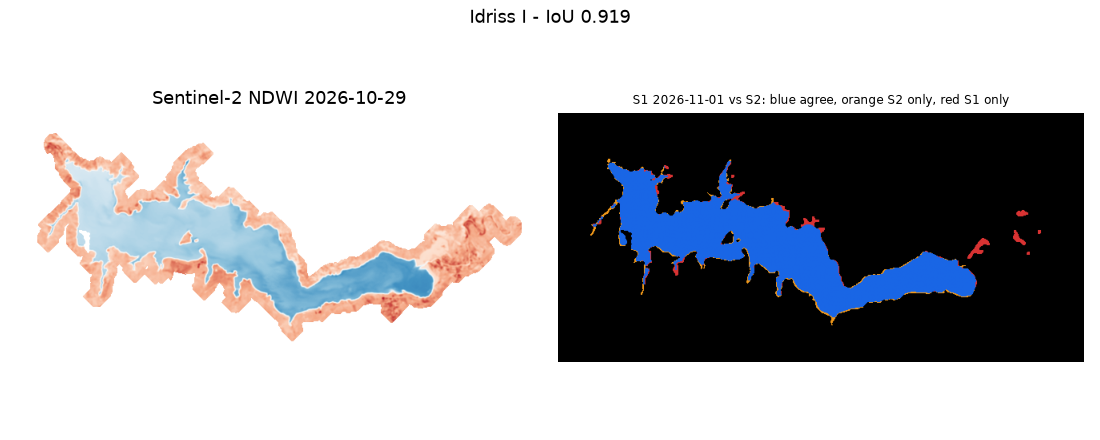 Idriss I - IoU 0.919
Sentinel-2 NDWI 2026-10-29
S1 2026-11-01 vs S2: blue agree, orange S2 only, red S1 only